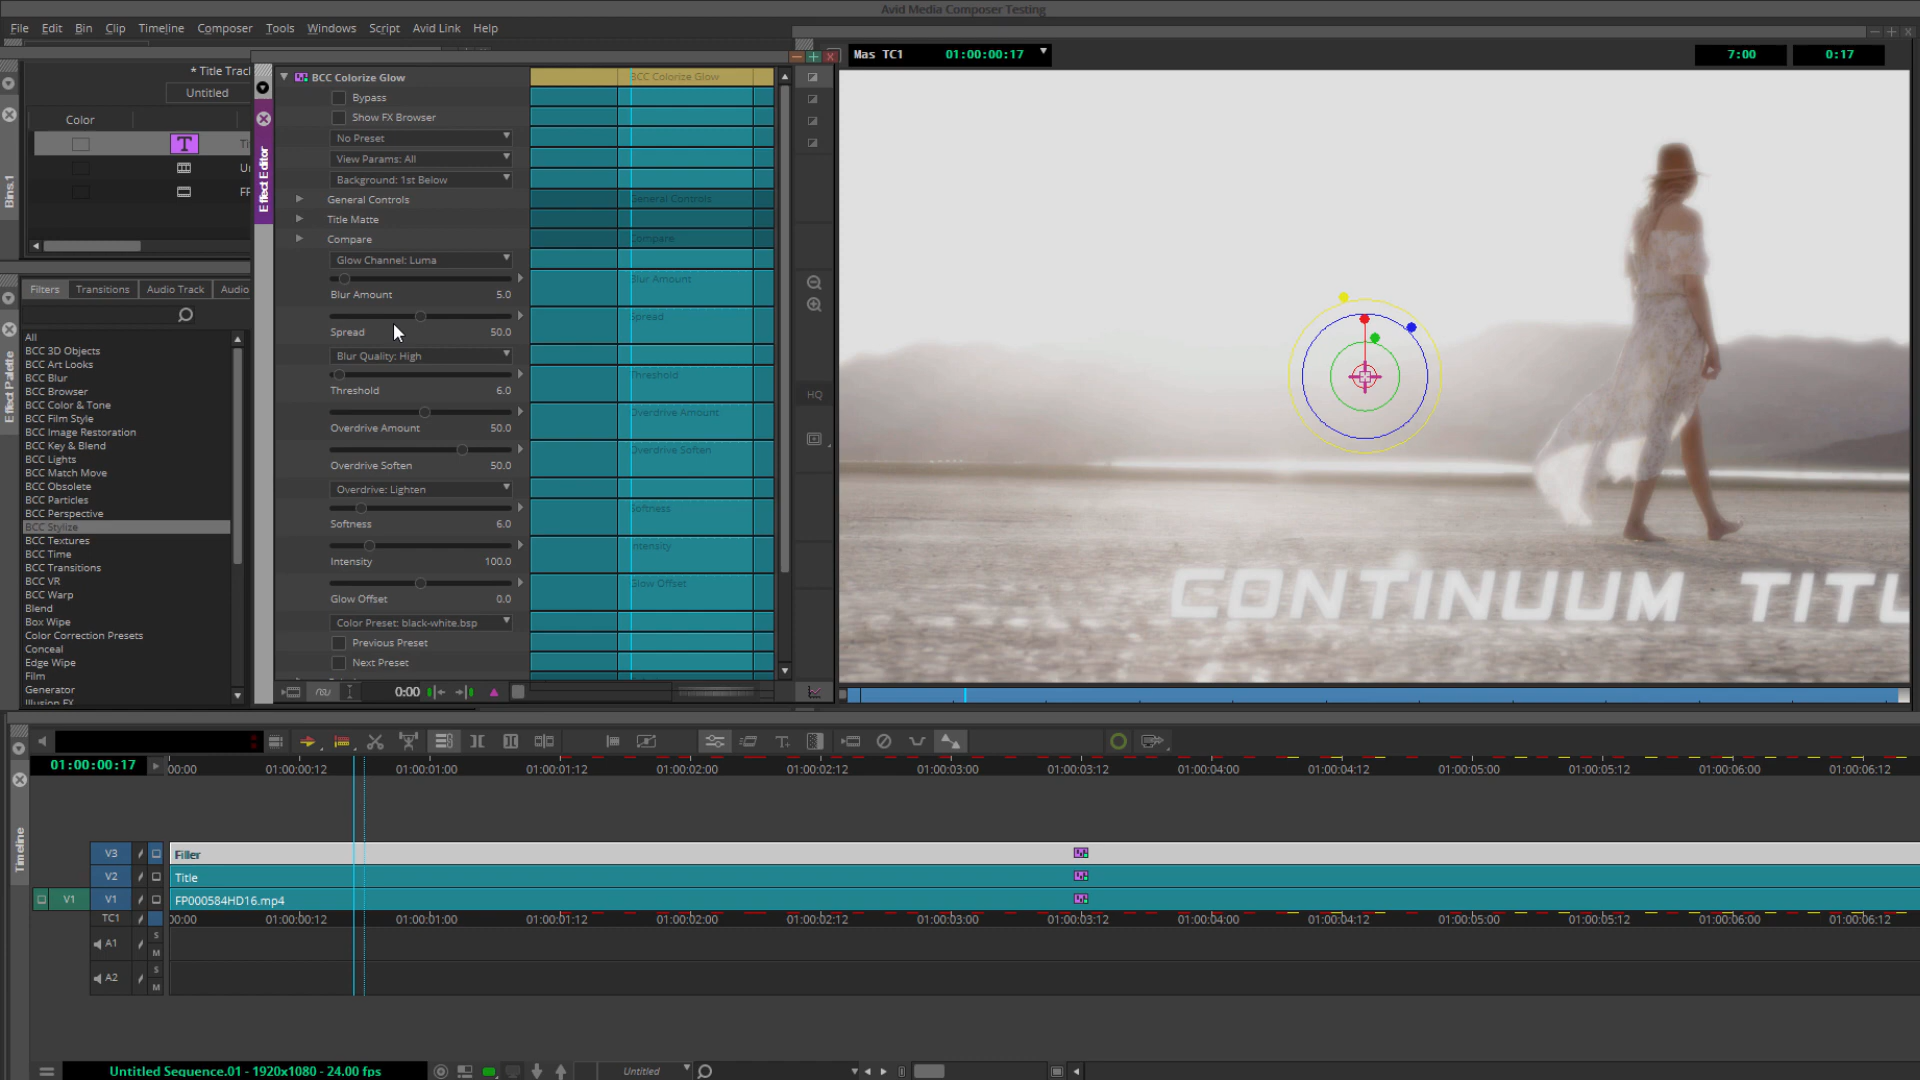 Avid Media Composer Testing
File Edit Bin Clip Timeline Composer Tools Windows Script Avid Link Help
Mas TC1 01:00:00:17 7:00 0:17
* Title Track
Untitled
Color
Bins.1
Filters Transitions Audio Track Audio
All
BCC 3D Objects
BCC Art Looks
BCC Blur
BCC Browser
BCC Color & Tone
BCC Film Style
BCC Image Restoration
BCC Key & Blend
BCC Lights
BCC Match Move
BCC Obsolete
BCC Particles
BCC Perspective
BCC Stylize
BCC Textures
BCC Time
BCC Transitions
BCC VR
BCC Warp
Blend
Box Wipe
Color Correction Presets
Conceal
Edge Wipe
Film
Generator
Illusion FX
Effect Palette
Effect Editor
BCC Colorize Glow BCC Colorize Glow
Bypass
Show FX Browser
No Preset
View Params: All
Background: 1st Below
General Controls General Controls
Title Matte
Compare Compare
Glow Channel: Luma
Blur Amount 5.0 Blur Amount
Spread 50.0 Spread
Blur Quality: High
Threshold 6.0 Threshold
Overdrive Amount 50.0 Overdrive Amount
Overdrive Soften 50.0 Overdrive Soften
Overdrive: Lighten
Softness 6.0 Softness
Intensity 100.0 Intensity
Glow Offset 0.0 Glow Offset
Color Preset: black-white.bsp
Previous Preset
Next Preset
0:00
HQ
CONTINUUM TITL
Timeline
01:00:00:17 00:00 01:00:00:12 01:00:01:00 01:00:01:12 01:00:02:00 01:00:02:12 01:00:03:00 01:00:03:12 01:00:04:00 01:00:04:12 01:00:05:00 01:00:05:12 01:00:06:00 01:00:06:12
V3 Filler
V2 Title
V1 V1 FP000584HD16.mp4
TC1 00:00 01:00:00:12 01:00:01:00 01:00:01:12 01:00:02:00 01:00:02:12 01:00:03:00 01:00:03:12 01:00:04:00 01:00:04:12 01:00:05:00 01:00:05:12 01:00:06:00 01:00:06:12
A1 S M
A2 S M
Untitled Sequence.01 - 1920x1080 - 24.00 fps Untitled